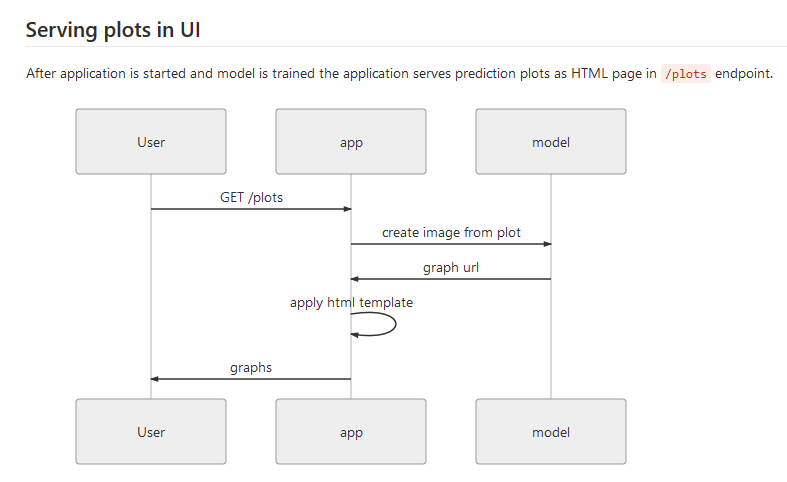 Serving plots in UI
After application is started and model is trained the application serves prediction plots as HTML page in /plots endpoint.
User
app
model
GET /plots
create image from plot
graph url
apply html template
graphs
User
app
model